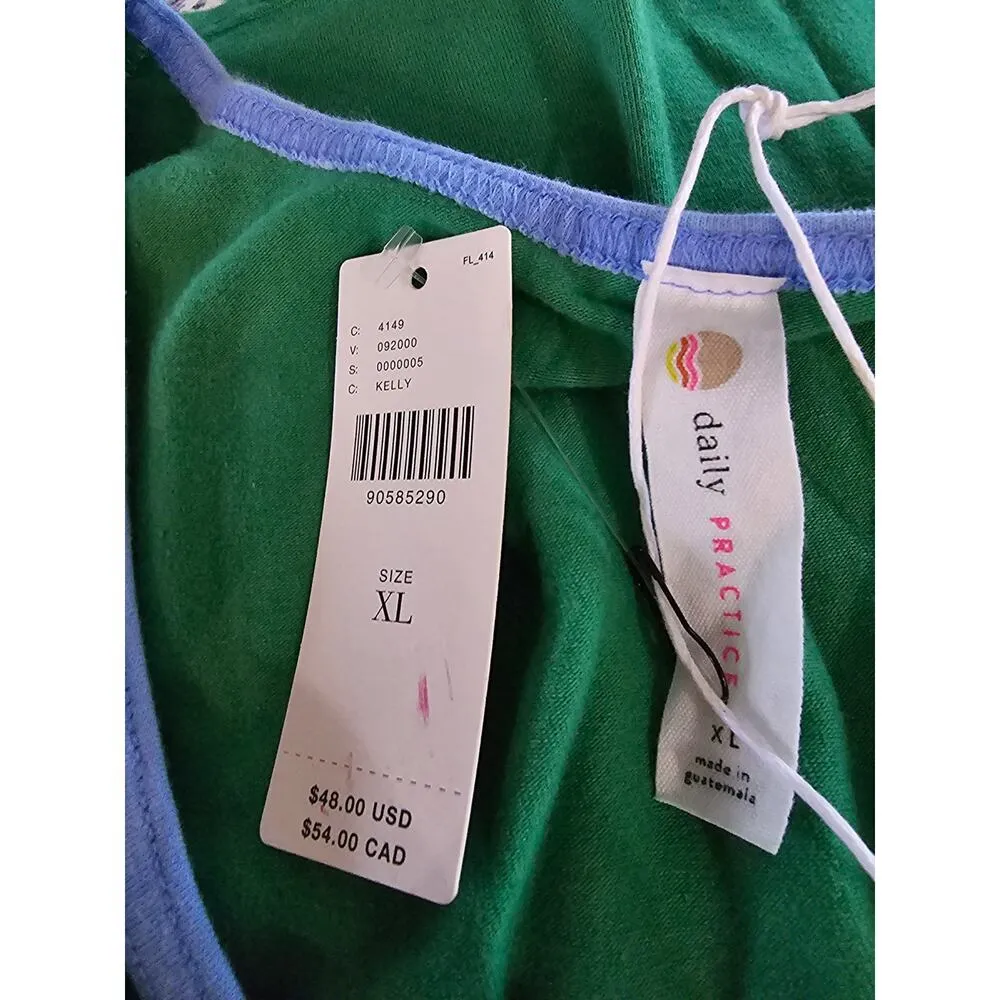 FL_414
C: 4149
V: 092000
S: 0000005
C: KELLY
90585290
SIZE
XL
$48.00 USD
$54.00 CAD
daily PRACTICE
XL
made in
guatemala